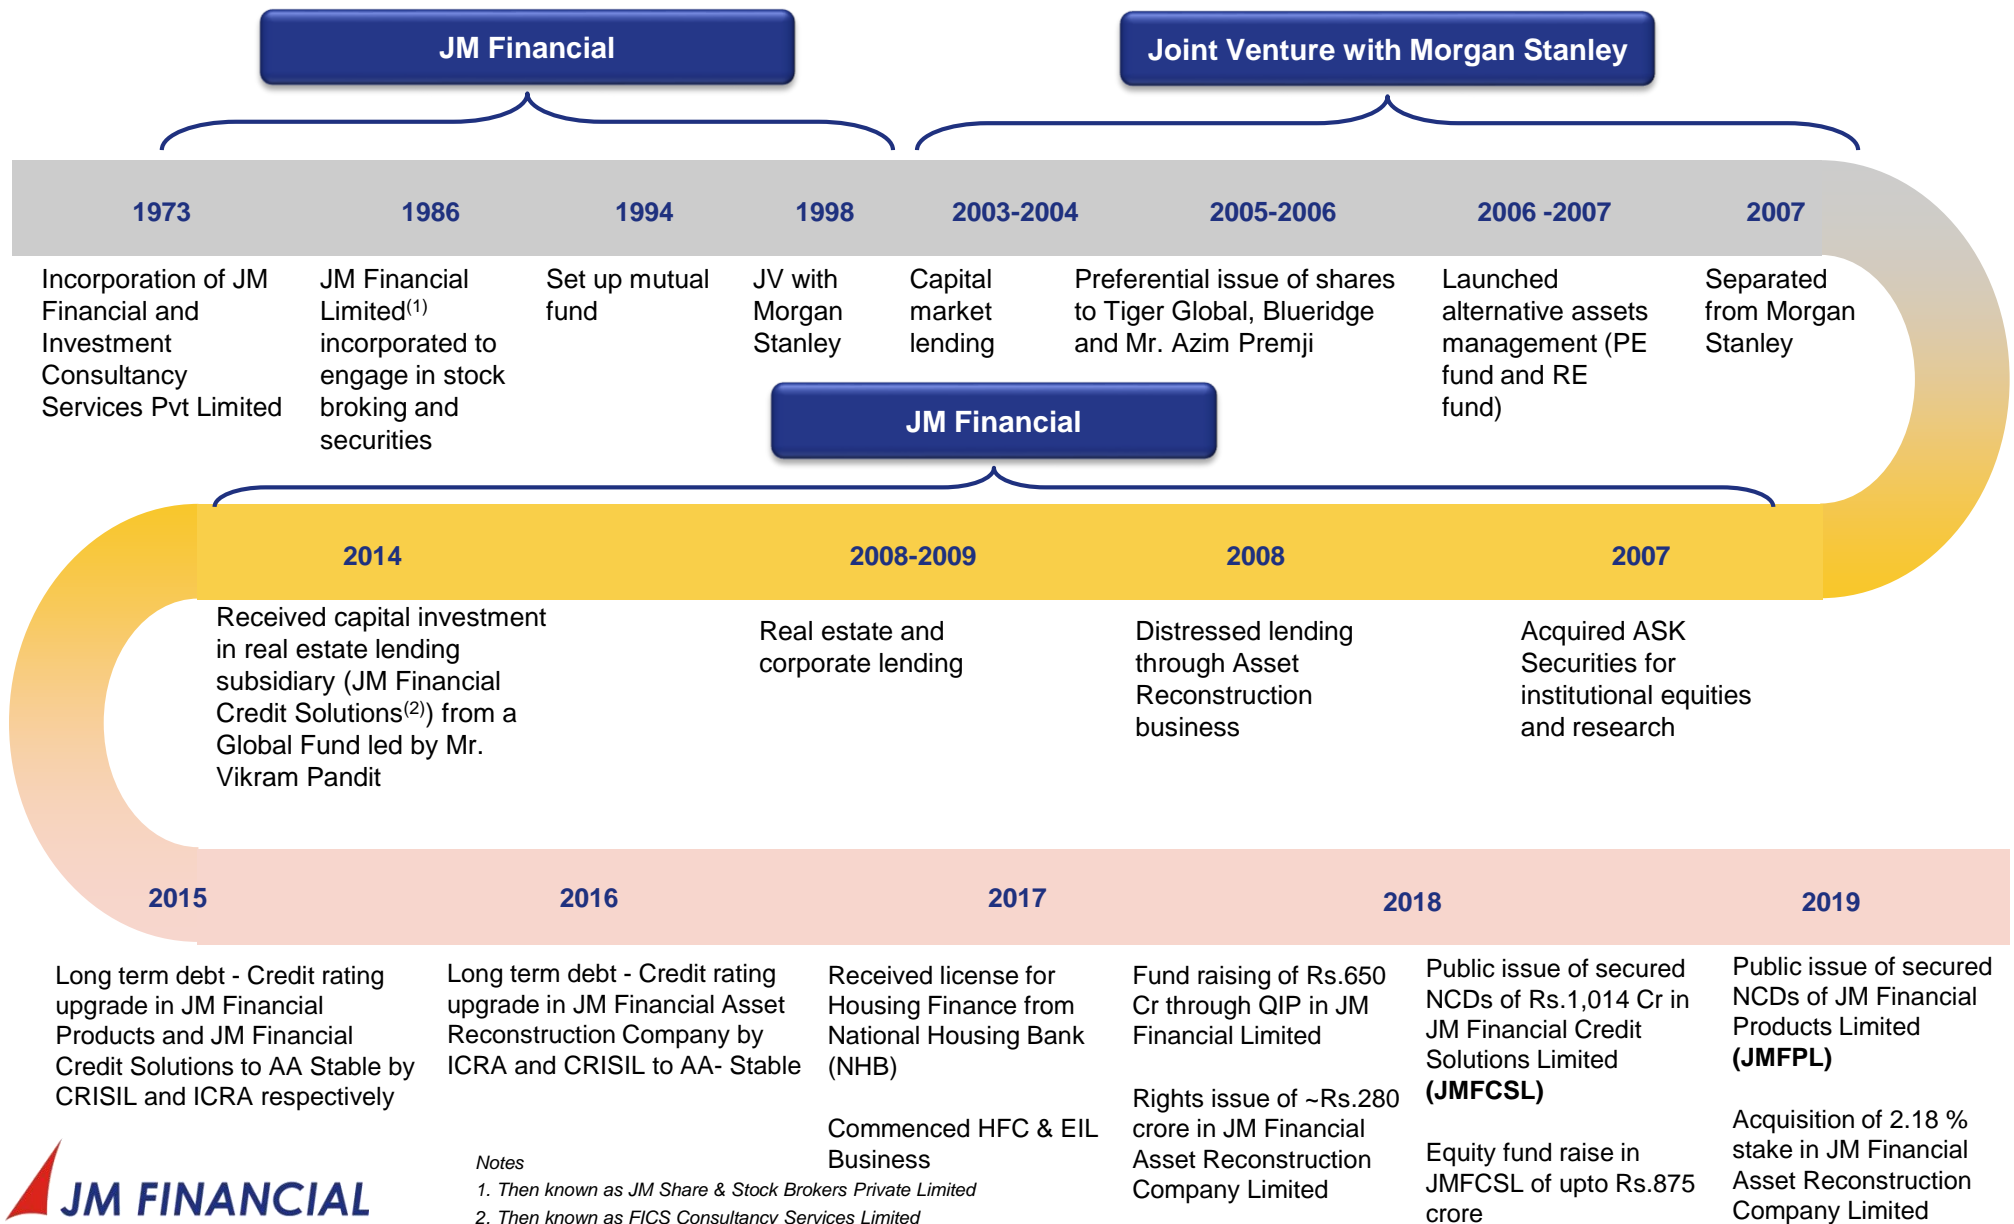 JM Financial
Joint Venture with Morgan Stanley
1973
1986
1994
1998
2003-2004
2005-2006
2006 -2007
2007
Incorporation of JM
Financial and
Investment
Consultancy
Services Pvt Limited
JM Financial
Limited(1)
incorporated to
engage in stock
broking and
securities
Set up mutual
fund
JV with
Morgan
Stanley
Capital
market
lending
Preferential issue of shares
to Tiger Global, Blueridge
and Mr. Azim Premji
Launched
alternative assets
management (PE
fund and RE
fund)
Separated
from Morgan
Stanley
JM Financial
2014
2008-2009
2008
2007
Received capital investment
in real estate lending
subsidiary (JM Financial
Credit Solutions(2)) from a
Global Fund led by Mr.
Vikram Pandit
Real estate and
corporate lending
Distressed lending
through Asset
Reconstruction
business
Acquired ASK
Securities for
institutional equities
and research
2015
2016
2017
2018
2019
Long term debt - Credit rating
upgrade in JM Financial
Products and JM Financial
Credit Solutions to AA Stable by
CRISIL and ICRA respectively
Long term debt - Credit rating
upgrade in JM Financial Asset
Reconstruction Company by
ICRA and CRISIL to AA- Stable
Received license for
Housing Finance from
National Housing Bank
(NHB)
Commenced HFC & EIL
Business
Fund raising of Rs.650
Cr through QIP in JM
Financial Limited
Rights issue of ~Rs.280
crore in JM Financial
Asset Reconstruction
Company Limited
Public issue of secured
NCDs of Rs.1,014 Cr in
JM Financial Credit
Solutions Limited
(JMFCSL)
Equity fund raise in
JMFCSL of upto Rs.875
crore
Public issue of secured
NCDs of JM Financial
Products Limited
(JMFPL)
Acquisition of 2.18 %
stake in JM Financial
Asset Reconstruction
Company Limited
JM FINANCIAL
Notes
1. Then known as JM Share & Stock Brokers Private Limited
2. Then known as FICS Consultancy Services Limited